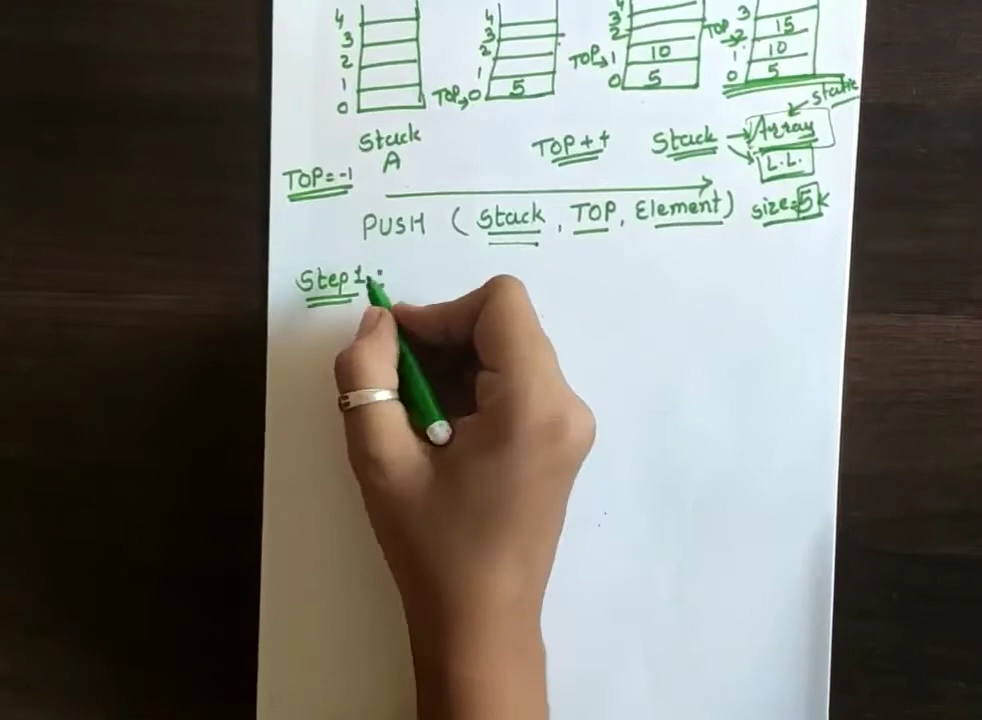 4 4 4 3
3 3 3 TOP→2 15
2 2 2 1 10
1 1 TOP→1 10 0 5
0 TOP→0 5 0 5
static
Stack TOP++ Stack → Array
A L.L.
TOP=-1
PUSH (Stack, TOP, Element) size=5
Step1: